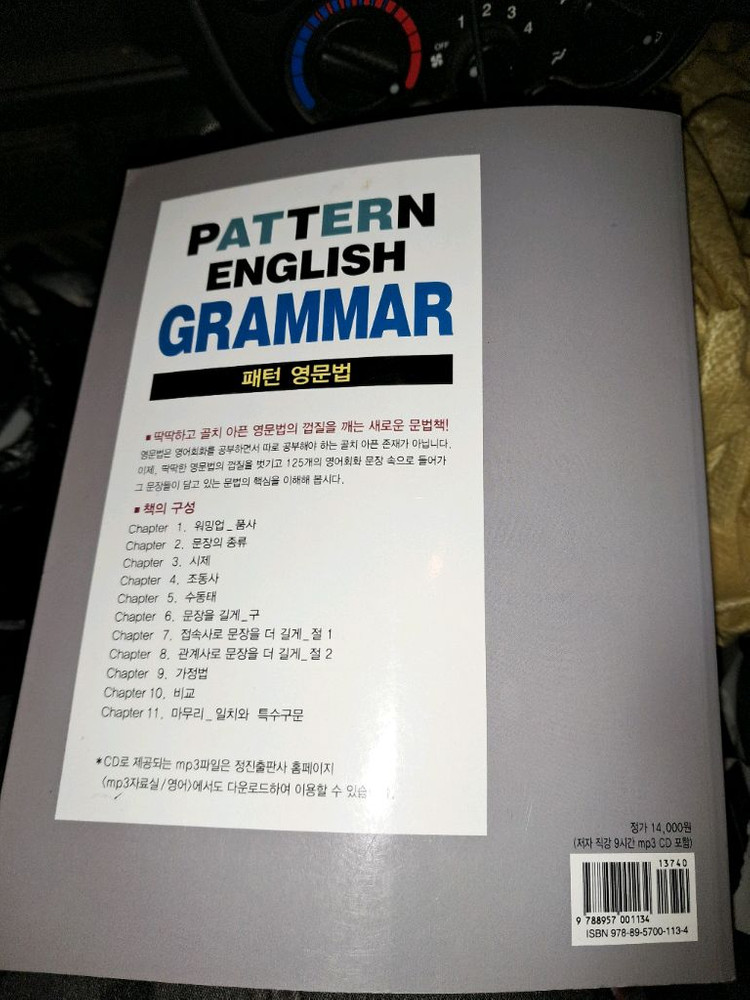 OFF 1 2 3 4
PATTERN
ENGLISH
GRAMMAR
패턴 영문법
■ 딱딱하고 골치 아픈 영문법의 껍질을 깨는 새로운 문법책!
영문법은 영어회화를 공부하면서 따로 공부해야 하는 골치 아픈 존재가 아닙니다.
이제, 딱딱한 영문법의 껍질을 벗기고 125개의 영어회화 문장 속으로 들어가
그 문장들이 담고 있는 문법의 핵심을 이해해 봅시다.
■ 책의 구성
Chapter 1. 워밍업_ 품사
Chapter 2. 문장의 종류
Chapter 3. 시제
Chapter 4. 조동사
Chapter 5. 수동태
Chapter 6. 문장을 길게_구
Chapter 7. 접속사로 문장을 더 길게_절 1
Chapter 8. 관계사로 문장을 더 길게_절 2
Chapter 9. 가정법
Chapter 10. 비교
Chapter 11. 마무리_ 일치와 특수구문
*CD로 제공되는 mp3파일은 정진출판사 홈페이지
〈mp3자료실/영어〉에서도 다운로드하여 이용할 수
정가 14,000원
(저자 직강 9시간 mp3 CD 포함)
13740
9 788957 001134
ISBN 978-89-5700-113-4